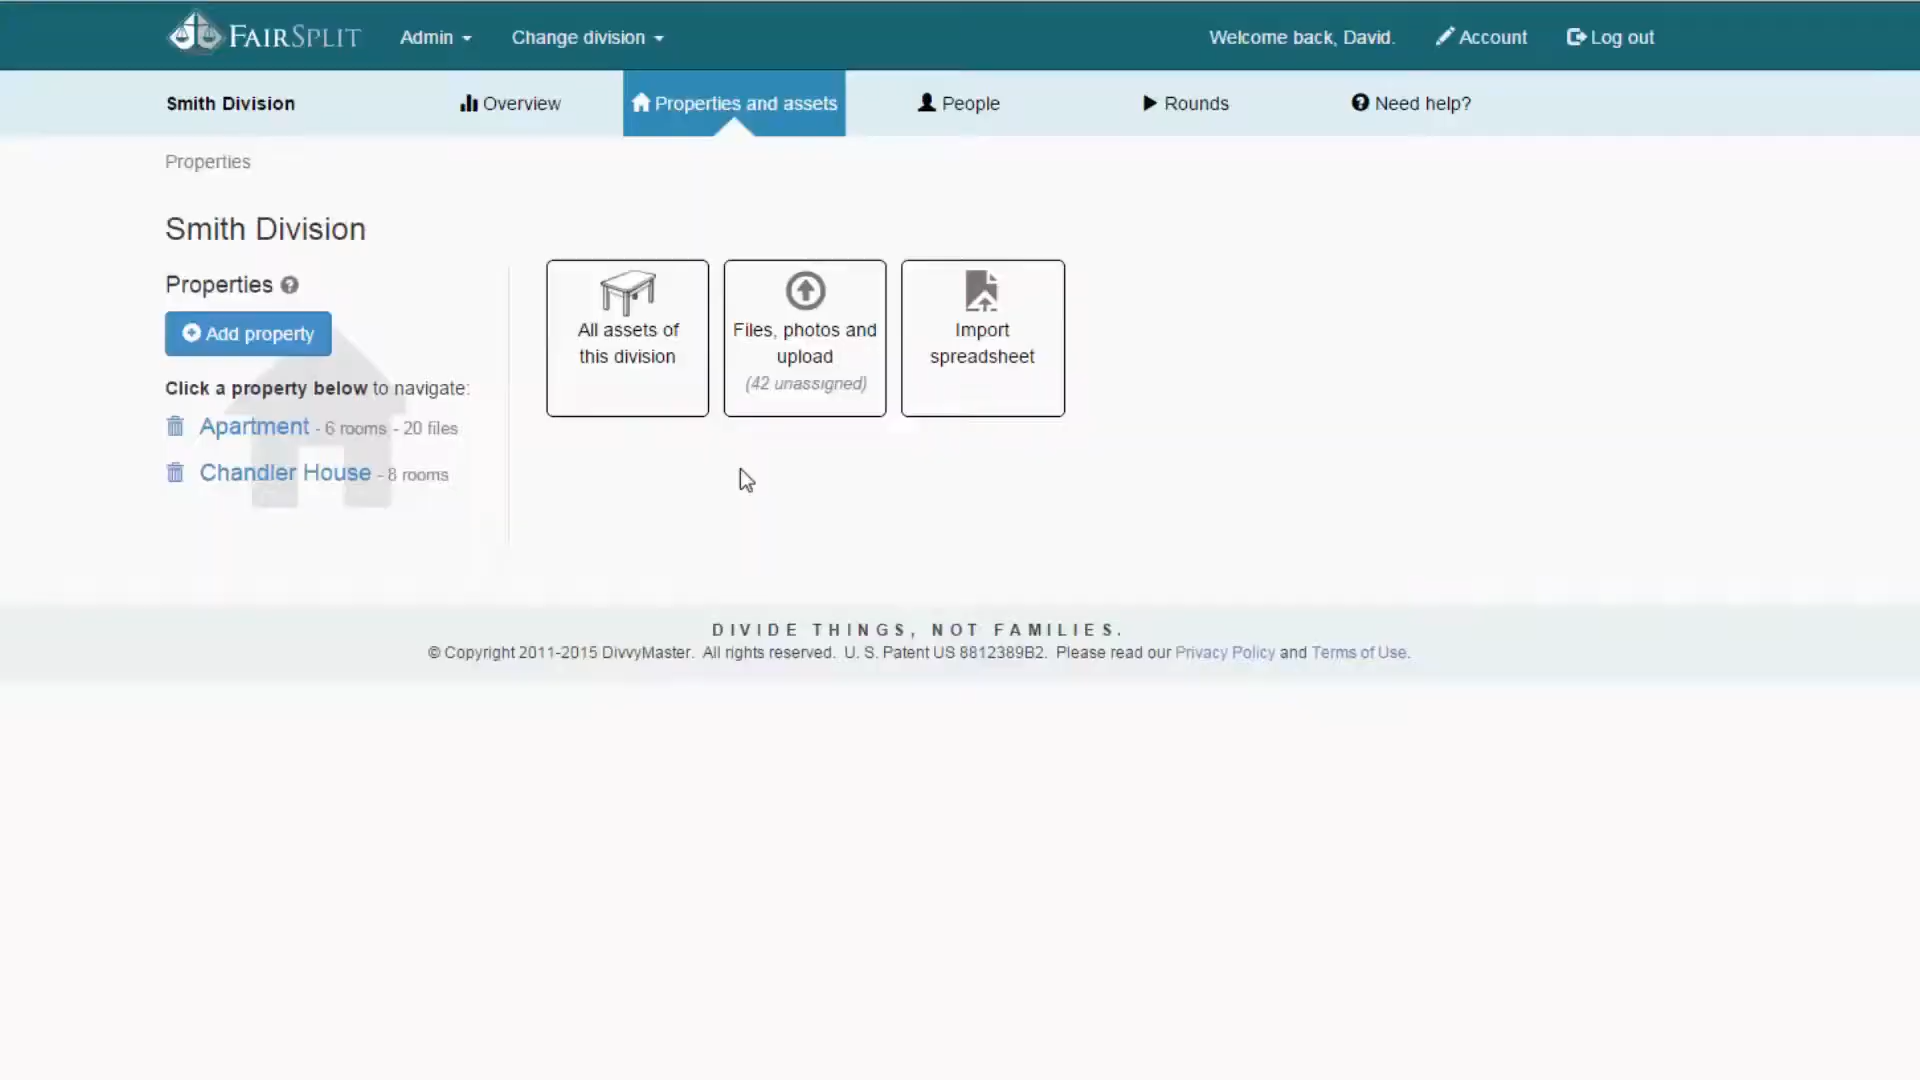 FAIRSPLIT Admin Change division Welcome back, David. Account Log out
Smith Division Overview Properties and assets People Rounds Need help?
Properties
Smith Division
Properties
Add property
Click a property below to navigate:
Apartment - 6 rooms - 20 files
Chandler House - 8 rooms
All assets of
this division
Files, photos and
upload
(42 unassigned)
Import
spreadsheet
DIVIDE THINGS, NOT FAMILIES.
© Copyright 2011-2015 DivvyMaster. All rights reserved. U. S. Patent US 8812389B2. Please read our Privacy Policy and Terms of Use.